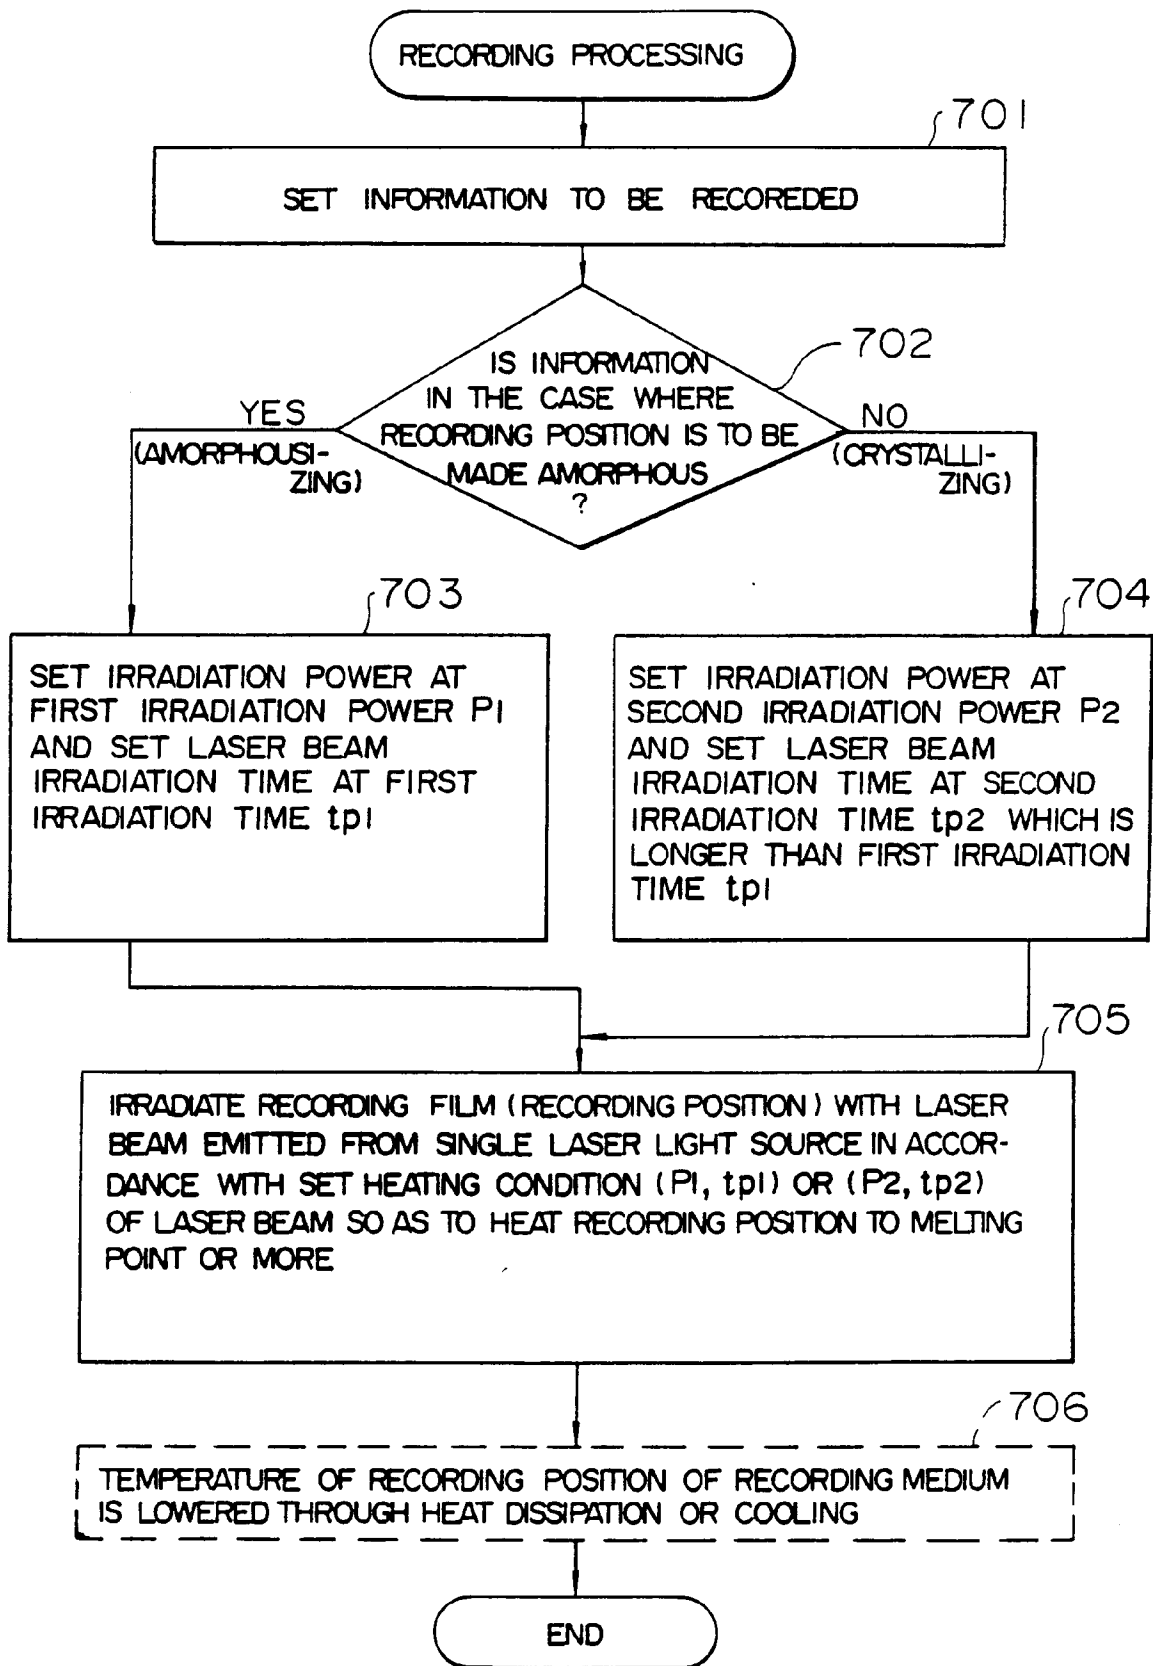 RECORDING PROCESSING
701
SET INFORMATION TO BE RECOREDED
702
IS INFORMATION
IN THE CASE WHERE
RECORDING POSITION IS TO BE
MADE AMORPHOUS
?
YES
(AMORPHOUSI-
ZING)
NO
(CRYSTALLI-
ZING)
703
SET IRRADIATION POWER AT
FIRST IRRADIATION POWER P1
AND SET LASER BEAM
IRRADIATION TIME AT FIRST
IRRADIATION TIME tp1
704
SET IRRADIATION POWER AT
SECOND IRRADIATION POWER P2
AND SET LASER BEAM
IRRADIATION TIME AT SECOND
IRRADIATION TIME tp2 WHICH IS
LONGER THAN FIRST IRRADIATION
TIME tp1
705
IRRADIATE RECORDING FILM (RECORDING POSITION) WITH LASER
BEAM EMITTED FROM SINGLE LASER LIGHT SOURCE IN ACCOR-
DANCE WITH SET HEATING CONDITION (P1, tp1) OR (P2, tp2)
OF LASER BEAM SO AS TO HEAT RECORDING POSITION TO MELTING
POINT OR MORE
706
TEMPERATURE OF RECORDING POSITION OF RECORDING MEDIUM
IS LOWERED THROUGH HEAT DISSIPATION OR COOLING
END